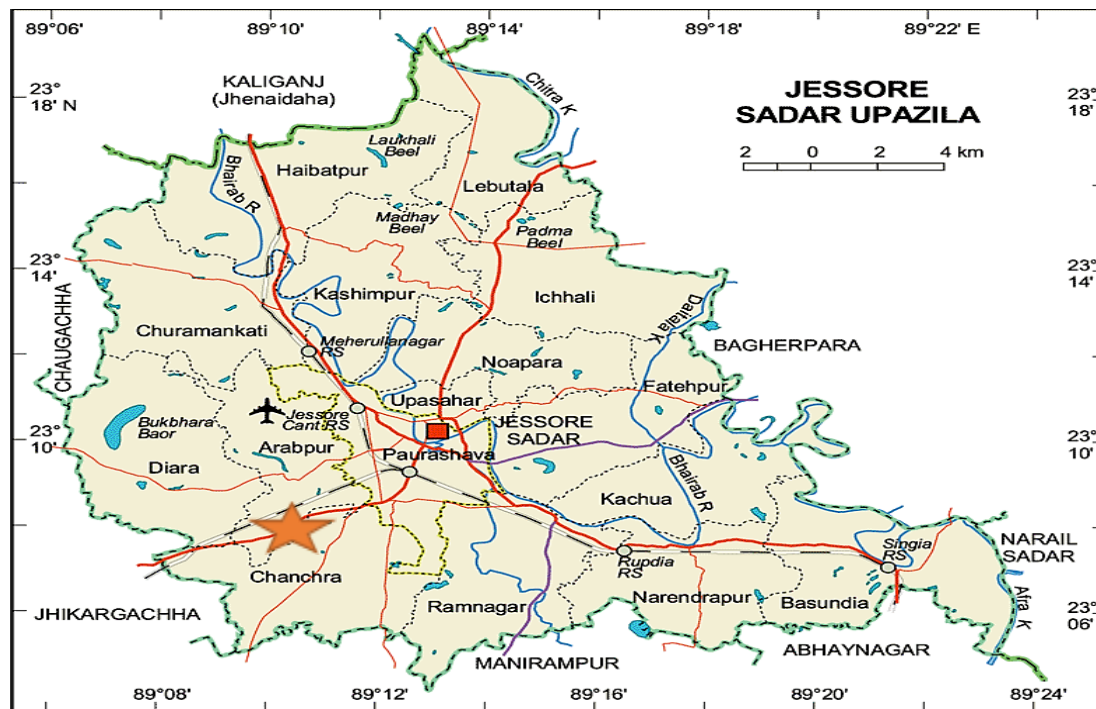 89° 06'
89° 10'
89° 14'
89° 18'
89° 22' E
23°
18' N
KALIGANJ
(Jhenaidaha)
Chitra K
JESSORE
SADAR UPAZILA
23°
18'
2 0 2 4 km
Laukhali
Beel
Haibatpur
Bhairab R
Lebutala
Madhay
Beel
Padma
Beel
23°
14'
23°
14'
Kashimpur
Ichhali
Daitala K
CHAUGACHHA
Churamankati
Meherullanagar
RS
BAGHERPARA
Noapara
Fatehpur
Upasahar
Jessore
Cant RS
JESSORE
SADAR
Bukbhara
Baor
23°
10'
23°
10'
Arabpur
Paurashava
Diara
Bhairab R
Kachua
Singia
RS
NARAIL
SADAR
Rupdia
RS
Chanchra
Ramnagar
Narendrapur
Basundia
Afra K
JHIKARGACHHA
23°
06'
MANIRAMPUR
ABHAYNAGAR
89° 08'
89° 12'
89° 16'
89° 20'
89° 24'